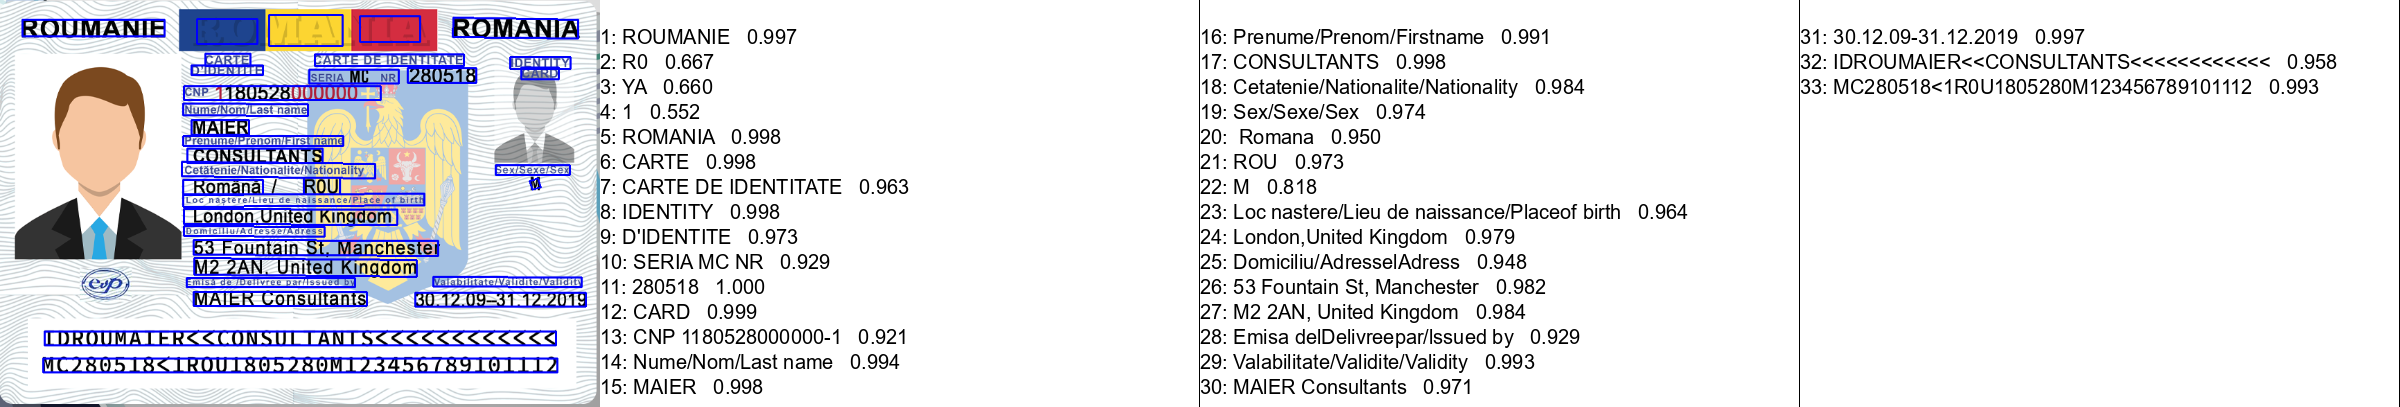 ROUMANIE
ROMANIA
CARTE D'IDENTITE
CARTE DE IDENTITATE
IDENTITY CARD
SERIA MC NR 280518
CNP 1180528000000
Nume/Nom/Last name
MAIER
Prenume/Prenom/First name
CONSULTANTS
Cetățenie/Nationalite/Nationality
Română / ROU
Sex/Sexe/Sex
M
Loc naștere/Lieu de naissance/Place of birth
London,United Kingdom
Domiciliu/Adresse/Adress
53 Fountain St, Manchester
M2 2AN, United Kingdom
Emisă de /Delivree par/Issued by
Valabilitate/Validite/Validity
MAIER Consultants
30.12.09–31.12.2019
IDROUMAIER<<CONSULTANTS<<<<<<<<<<<<
MC280518<1ROU1805280M123456789101112
1: ROUMANIE 0.997
2: R0 0.667
3: YA 0.660
4: 1 0.552
5: ROMANIA 0.998
6: CARTE 0.998
7: CARTE DE IDENTITATE 0.963
8: IDENTITY 0.998
9: D'IDENTITE 0.973
10: SERIA MC NR 0.929
11: 280518 1.000
12: CARD 0.999
13: CNP 1180528000000-1 0.921
14: Nume/Nom/Last name 0.994
15: MAIER 0.998
16: Prenume/Prenom/Firstname 0.991
17: CONSULTANTS 0.998
18: Cetatenie/Nationalite/Nationality 0.984
19: Sex/Sexe/Sex 0.974
20: Romana 0.950
21: ROU 0.973
22: M 0.818
23: Loc nastere/Lieu de naissance/Placeof birth 0.964
24: London,United Kingdom 0.979
25: Domiciliu/AdresselAdress 0.948
26: 53 Fountain St, Manchester 0.982
27: M2 2AN, United Kingdom 0.984
28: Emisa delDelivreepar/Issued by 0.929
29: Valabilitate/Validite/Validity 0.993
30: MAIER Consultants 0.971
31: 30.12.09-31.12.2019 0.997
32: IDROUMAIER<<CONSULTANTS<<<<<<<<<<<< 0.958
33: MC280518<1R0U1805280M123456789101112 0.993